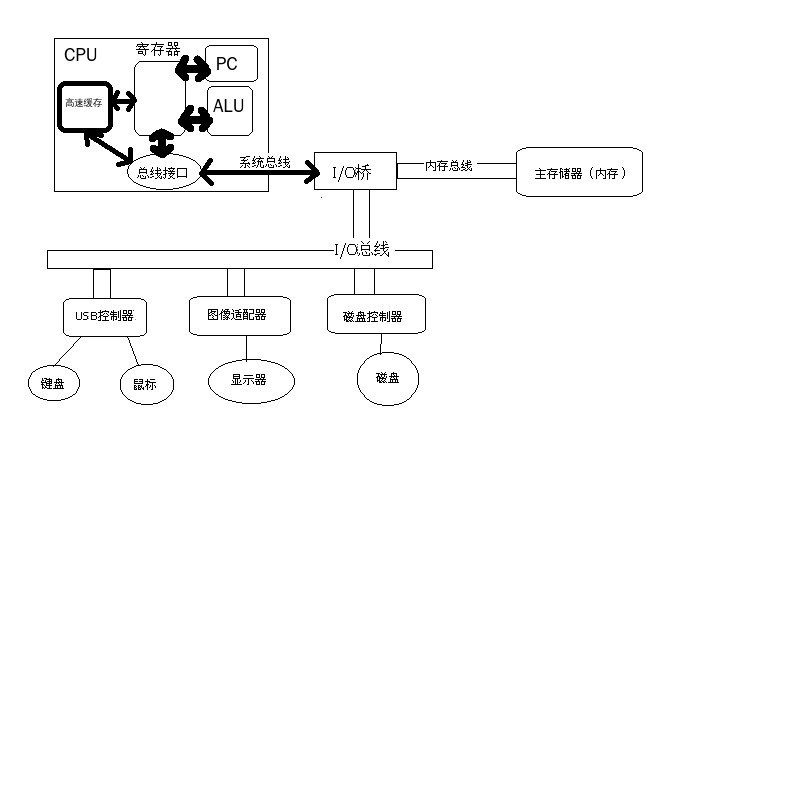 CPU
寄存器
PC
高速缓存
ALU
总线接口
系统总线
I/O桥
内存总线
主存储器（内存）
I/O总线
USB控制器
图像适配器
磁盘控制器
键盘
鼠标
显示器
磁盘